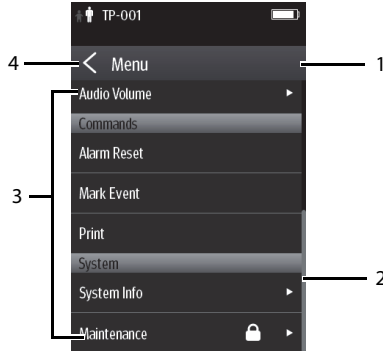 TP-001
4
Menu
1
Audio Volume
Commands
Alarm Reset
Mark Event
3
Print
System
2
System Info
Maintenance